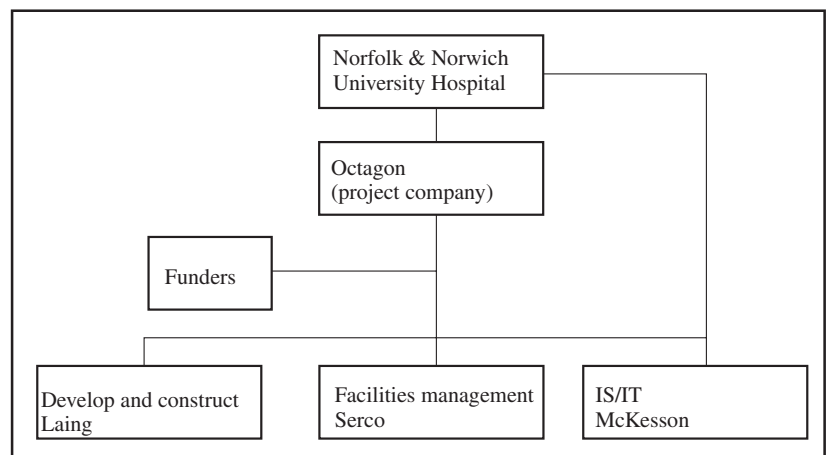 Norfolk & Norwich
University Hospital
Octagon
(project company)
Funders
Develop and construct
Laing
Facilities management
Serco
IS/IT
McKesson